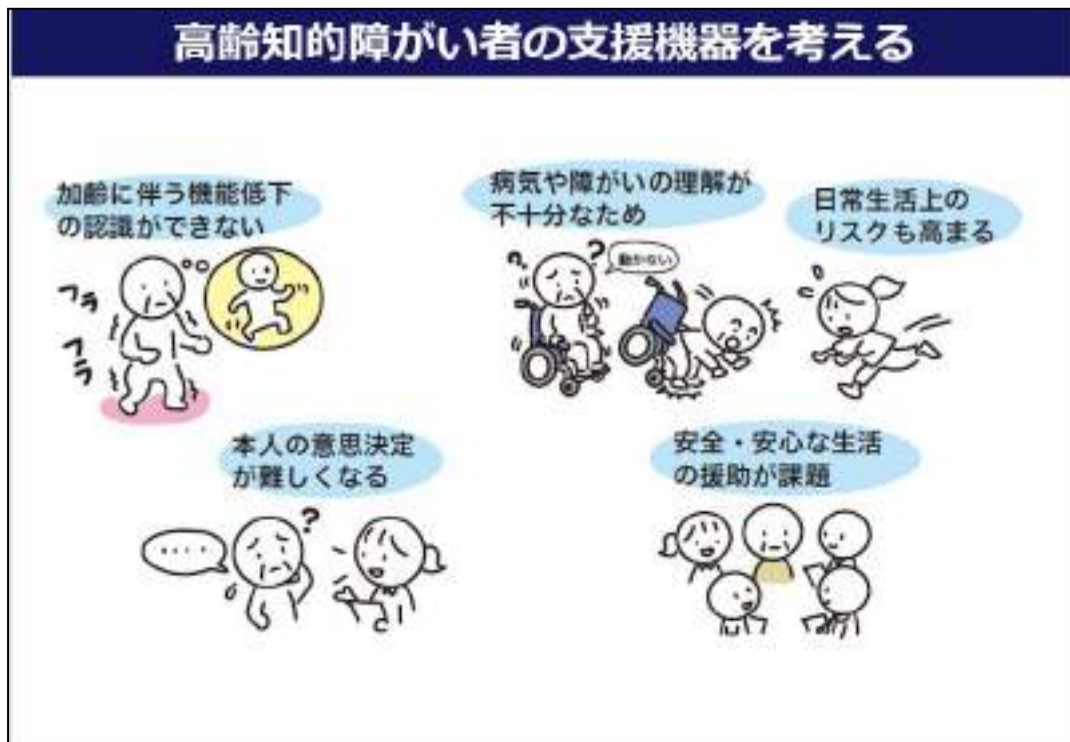 高齢知的障がい者の支援機器を考える
加齢に伴う機能低下
の認識ができない
フラ
フラ
病気や障がいの理解が
不十分なため
?
動かない
日常生活上の
リスクも高まる
本人の意思決定
が難しくなる
‥‥
?
安全・安心な生活
の援助が課題